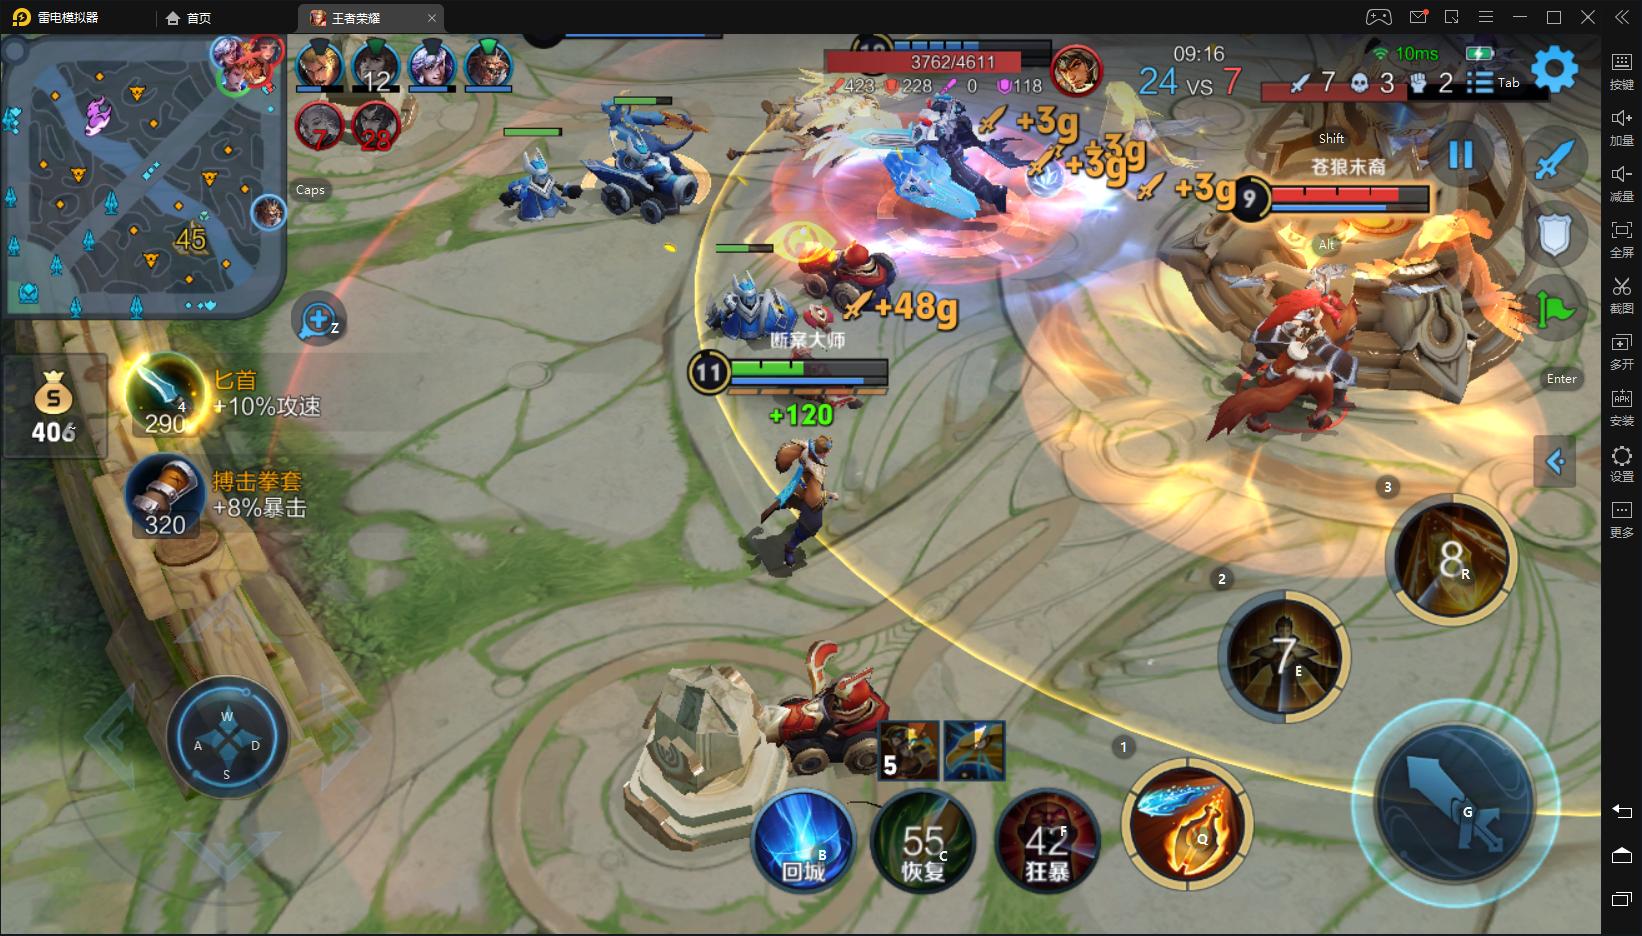 雷电模拟器
首页
王者荣耀
12
7
28
Caps
45
3762/4611
423
228
0
118
09:16
24 VS 7
10ms
7
3
2
Tab
Shift
苍狼末裔
9
Alt
+3g
+3g
+3g
+3g
+48g
断案大师
11
+120
Z
406
匕首
+10%攻速
4
290
搏击拳套
+8%暴击
320
Enter
W
A
D
S
3
8
R
2
7
E
1
Q
G
5
B
回城
55
C
恢复
42
F
狂暴
按键
加量
减量
全屏
截图
多开
APK
安装
设置
更多